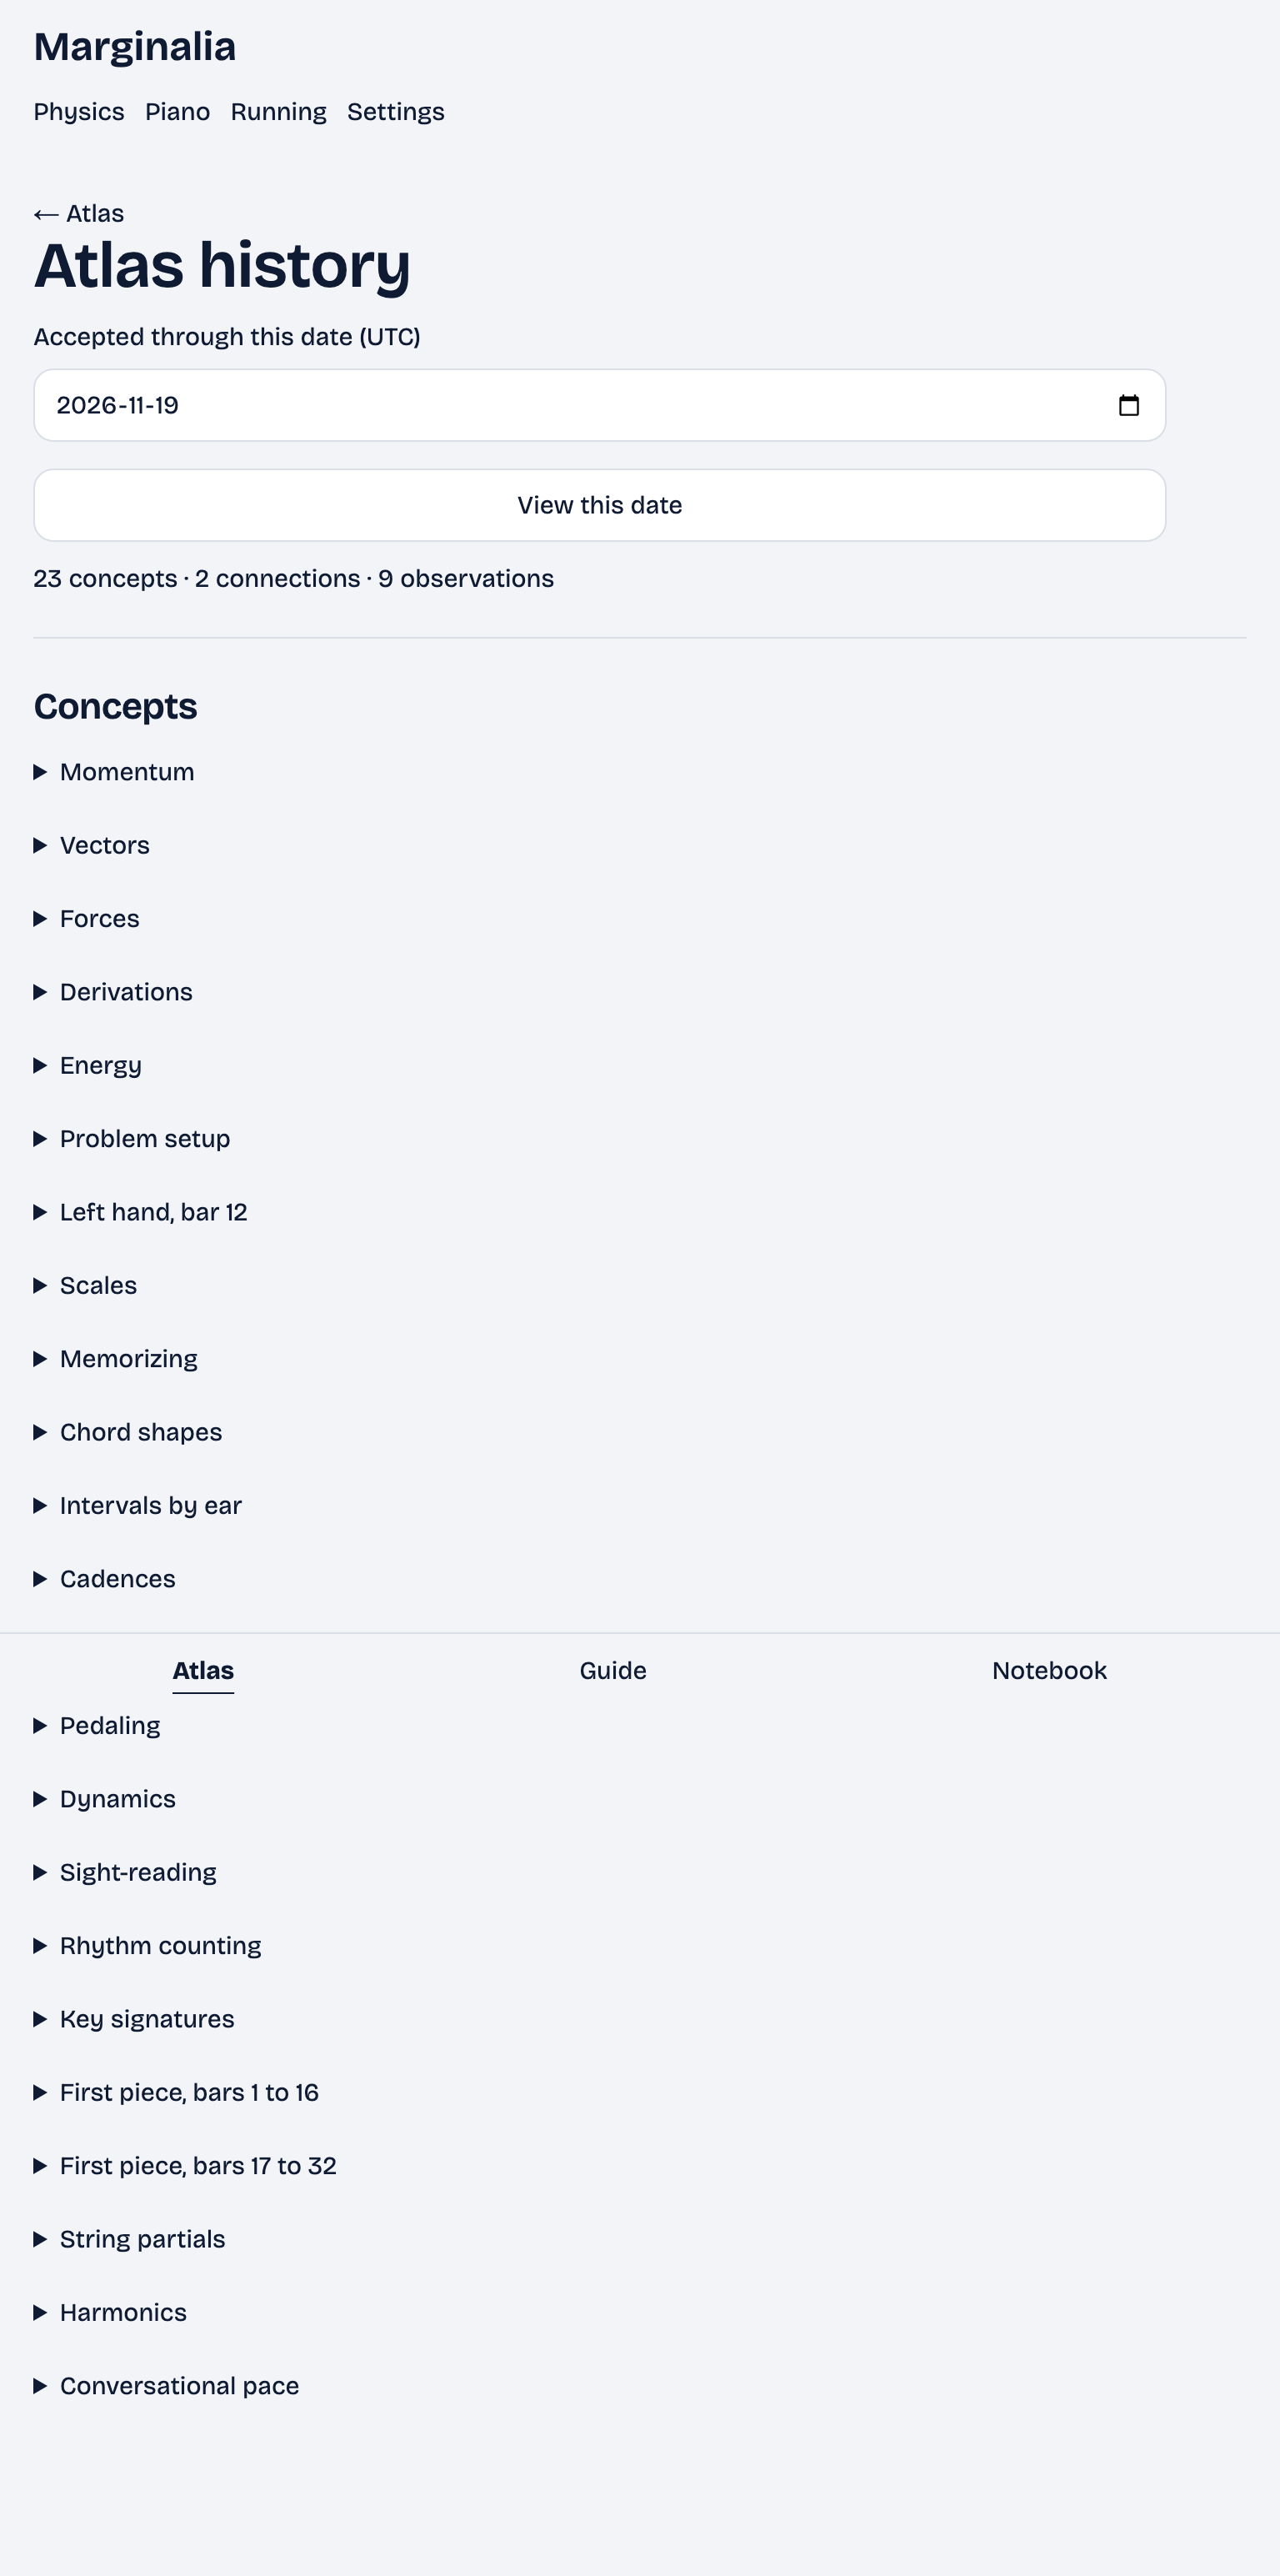 Marginalia
Physics Piano Running Settings
← Atlas
Atlas history
Accepted through this date (UTC)
2026-11-19
View this date
23 concepts · 2 connections · 9 observations
Concepts
Momentum
Vectors
Forces
Derivations
Energy
Problem setup
Left hand, bar 12
Scales
Memorizing
Chord shapes
Intervals by ear
Cadences
Atlas Guide Notebook
Pedaling
Dynamics
Sight-reading
Rhythm counting
Key signatures
First piece, bars 1 to 16
First piece, bars 17 to 32
String partials
Harmonics
Conversational pace